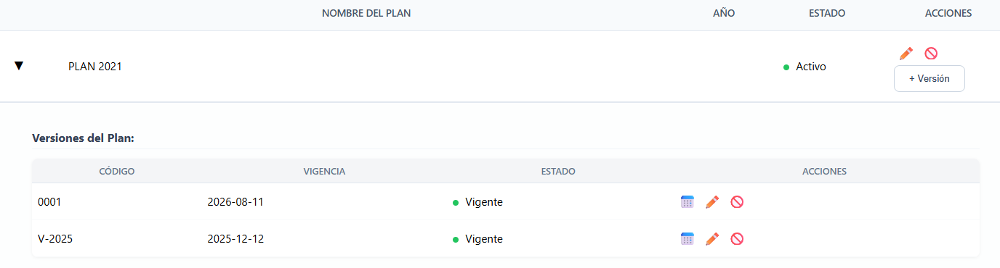 NOMBRE DEL PLAN AÑO ESTADO ACCIONES
PLAN 2021 Activo
+ Versión
Versiones del Plan:
CÓDIGO VIGENCIA ESTADO ACCIONES
0001 2026-08-11 Vigente
V-2025 2025-12-12 Vigente